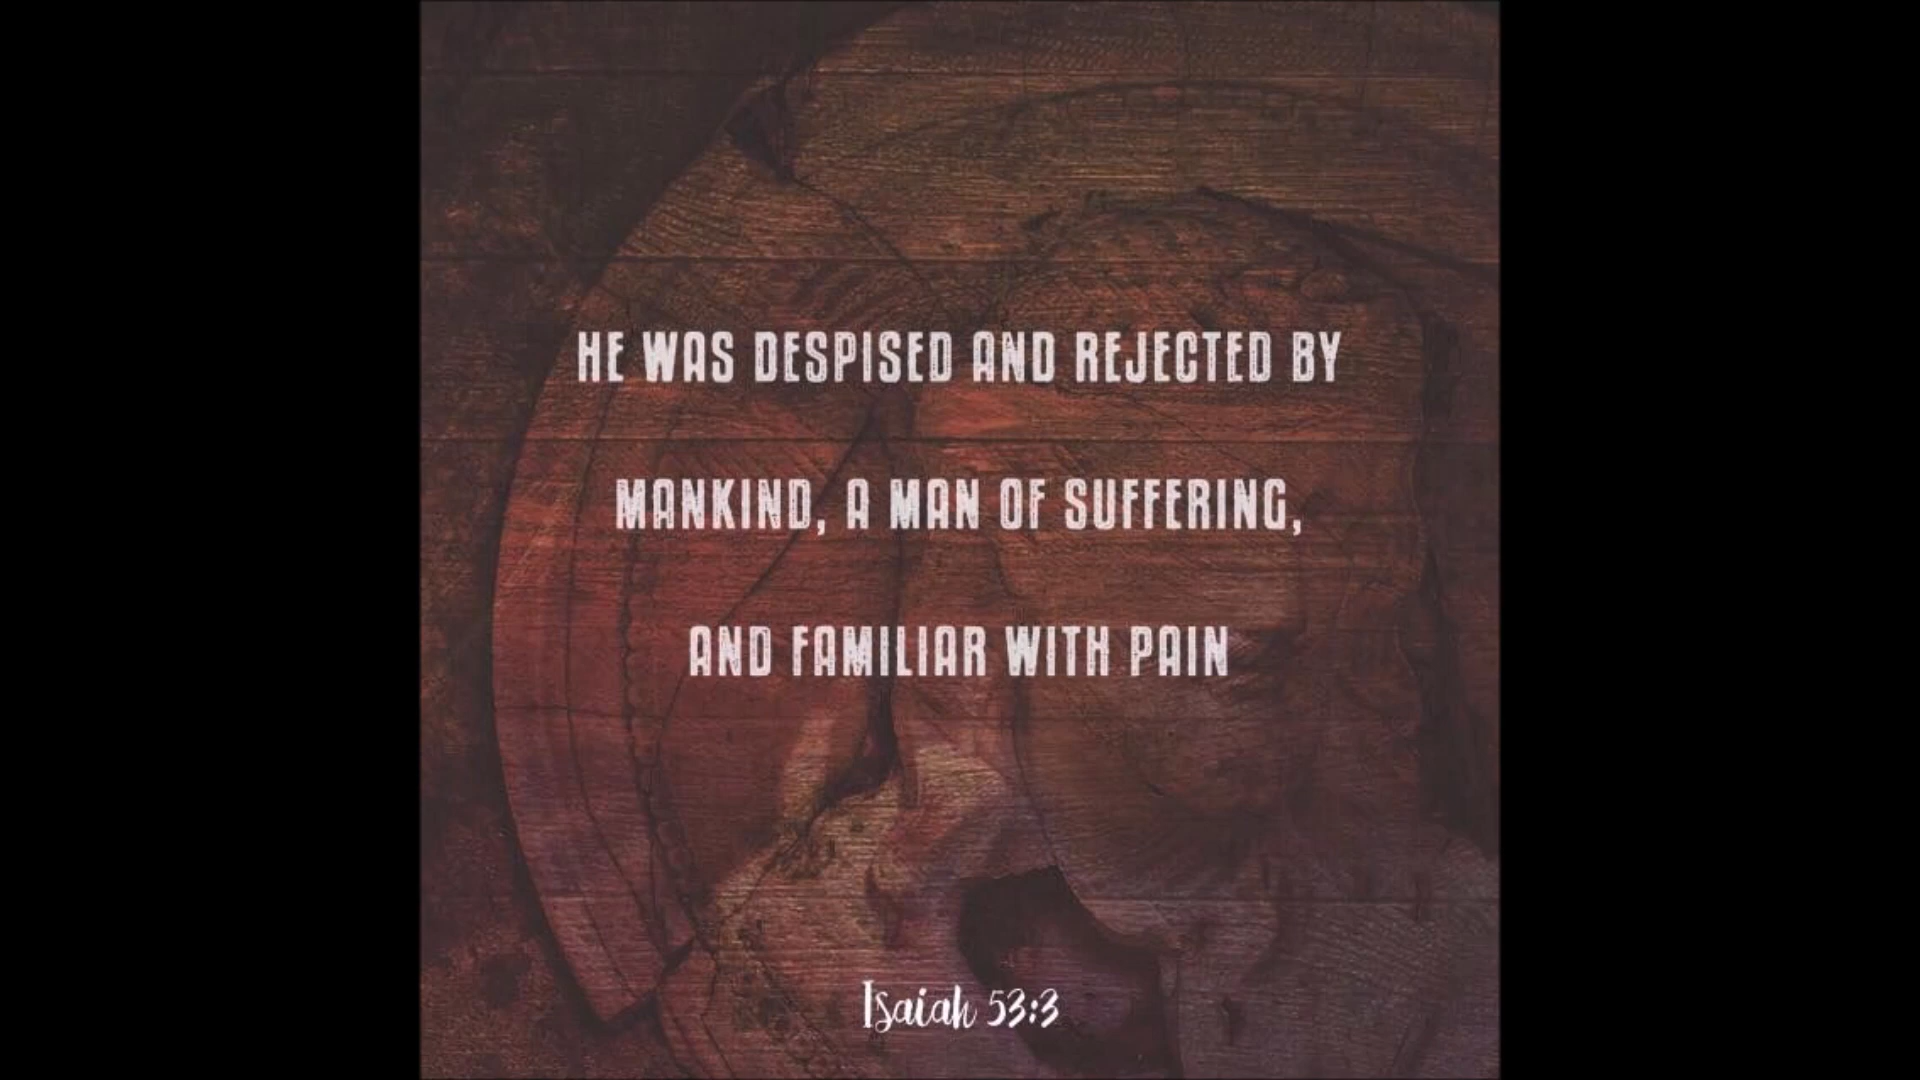 HE WAS DESPISED AND REJECTED BY
MANKIND, A MAN OF SUFFERING,
AND FAMILIAR WITH PAIN
Isaiah 53:3